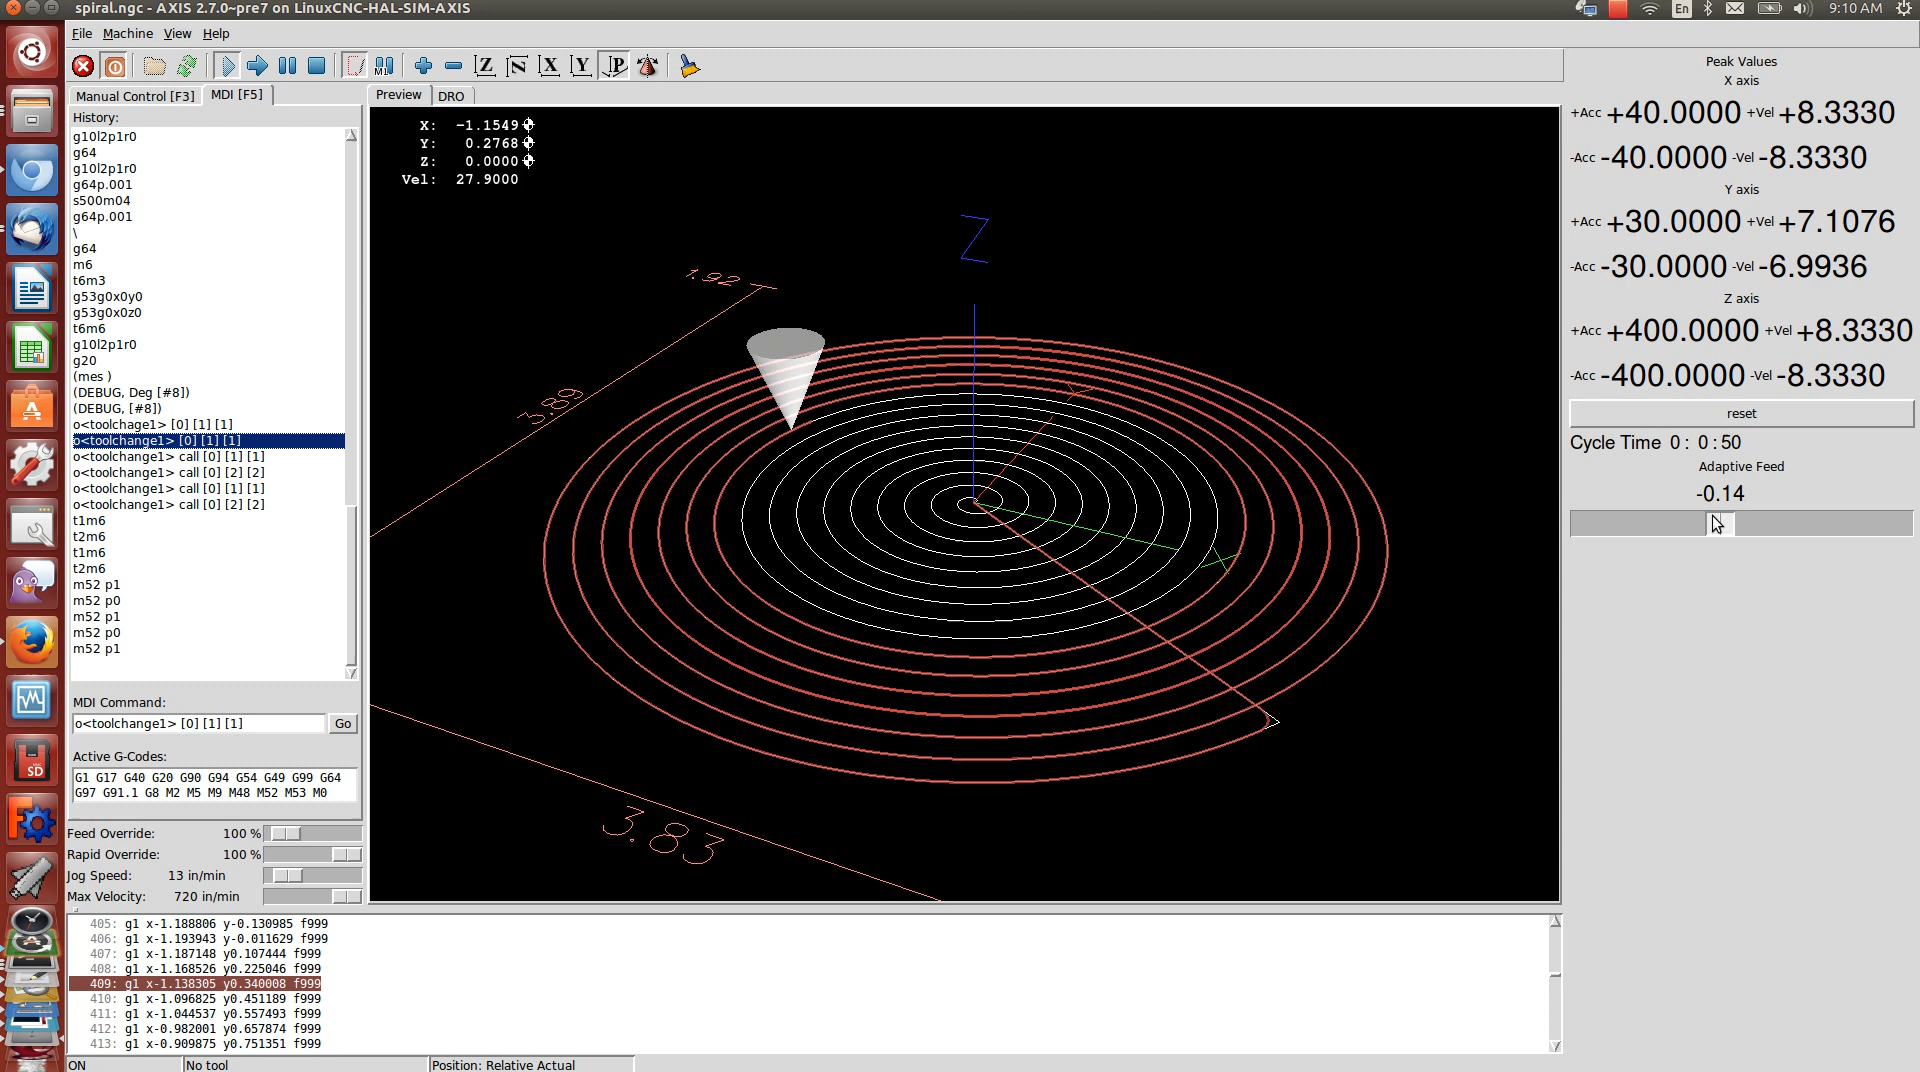 spiral.ngc - AXIS 2.7.0~pre7 on LinuxCNC-HAL-SIM-AXIS
En
9:10 AM
File Machine View Help
M1 Z N X Y P
Manual Control [F3] MDI [F5]
Preview DRO
History:
g10l2p1r0
g64
g10l2p1r0
g64p.001
s500m04
g64p.001
\
g64
m6
t6m3
g53g0x0y0
g53g0x0z0
t6m6
g10l2p1r0
g20
(mes )
(DEBUG, Deg [#8])
(DEBUG, [#8])
o<toolchage1> [0] [1] [1]
o<toolchange1> [0] [1] [1]
o<toolchange1> call [0] [1] [1]
o<toolchange1> call [0] [2] [2]
o<toolchange1> call [0] [1] [1]
o<toolchange1> call [0] [2] [2]
t1m6
t2m6
t1m6
t2m6
m52 p1
m52 p0
m52 p1
m52 p0
m52 p1
MDI Command:
o<toolchange1> [0] [1] [1]
Go
Active G-Codes:
G1 G17 G40 G20 G90 G94 G54 G49 G99 G64
G97 G91.1 G8 M2 M5 M9 M48 M52 M53 M0
Feed Override: 100 %
Rapid Override: 100 %
Jog Speed: 13 in/min
Max Velocity: 720 in/min
X: -1.1549
Y: 0.2768
Z: 0.0000
Vel: 27.9000
Z
1.92
3.89
X
Y
3.83
Peak Values
X axis
+Acc +40.0000 +Vel +8.3330
-Acc -40.0000 -Vel -8.3330
Y axis
+Acc +30.0000 +Vel +7.1076
-Acc -30.0000 -Vel -6.9936
Z axis
+Acc +400.0000 +Vel +8.3330
-Acc -400.0000 -Vel -8.3330
reset
Cycle Time 0: 0:50
Adaptive Feed
-0.14
405: g1 x-1.188806 y-0.130985 f999
406: g1 x-1.193943 y-0.011629 f999
407: g1 x-1.187148 y0.107444 f999
408: g1 x-1.168526 y0.225046 f999
409: g1 x-1.138305 y0.340008 f999
410: g1 x-1.096825 y0.451189 f999
411: g1 x-1.044537 y0.557493 f999
412: g1 x-0.982001 y0.657874 f999
413: g1 x-0.909875 y0.751351 f999
ON
No tool
Position: Relative Actual
SD